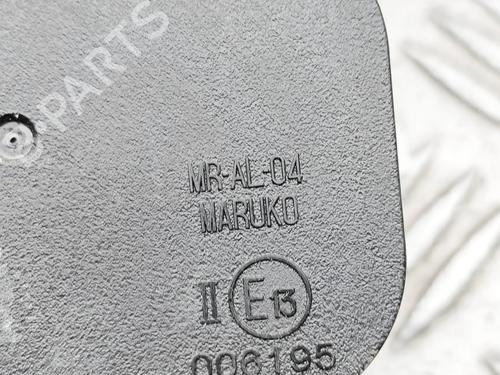 PARTS
MR-AL-04
MARUKO
II E13
006195